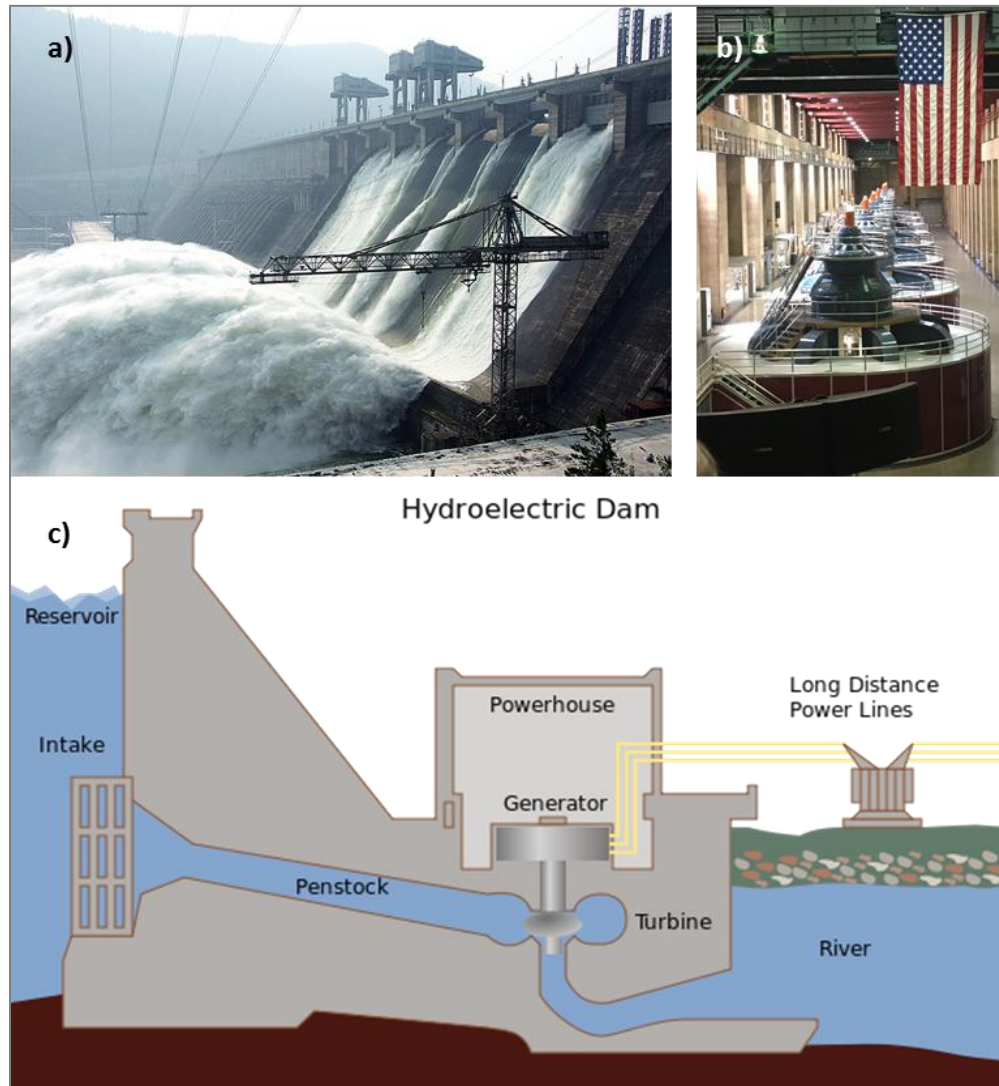 a)
b)
c)
Hydroelectric Dam
Reservoir
Intake
Penstock
Powerhouse
Generator
Turbine
Long Distance
Power Lines
River